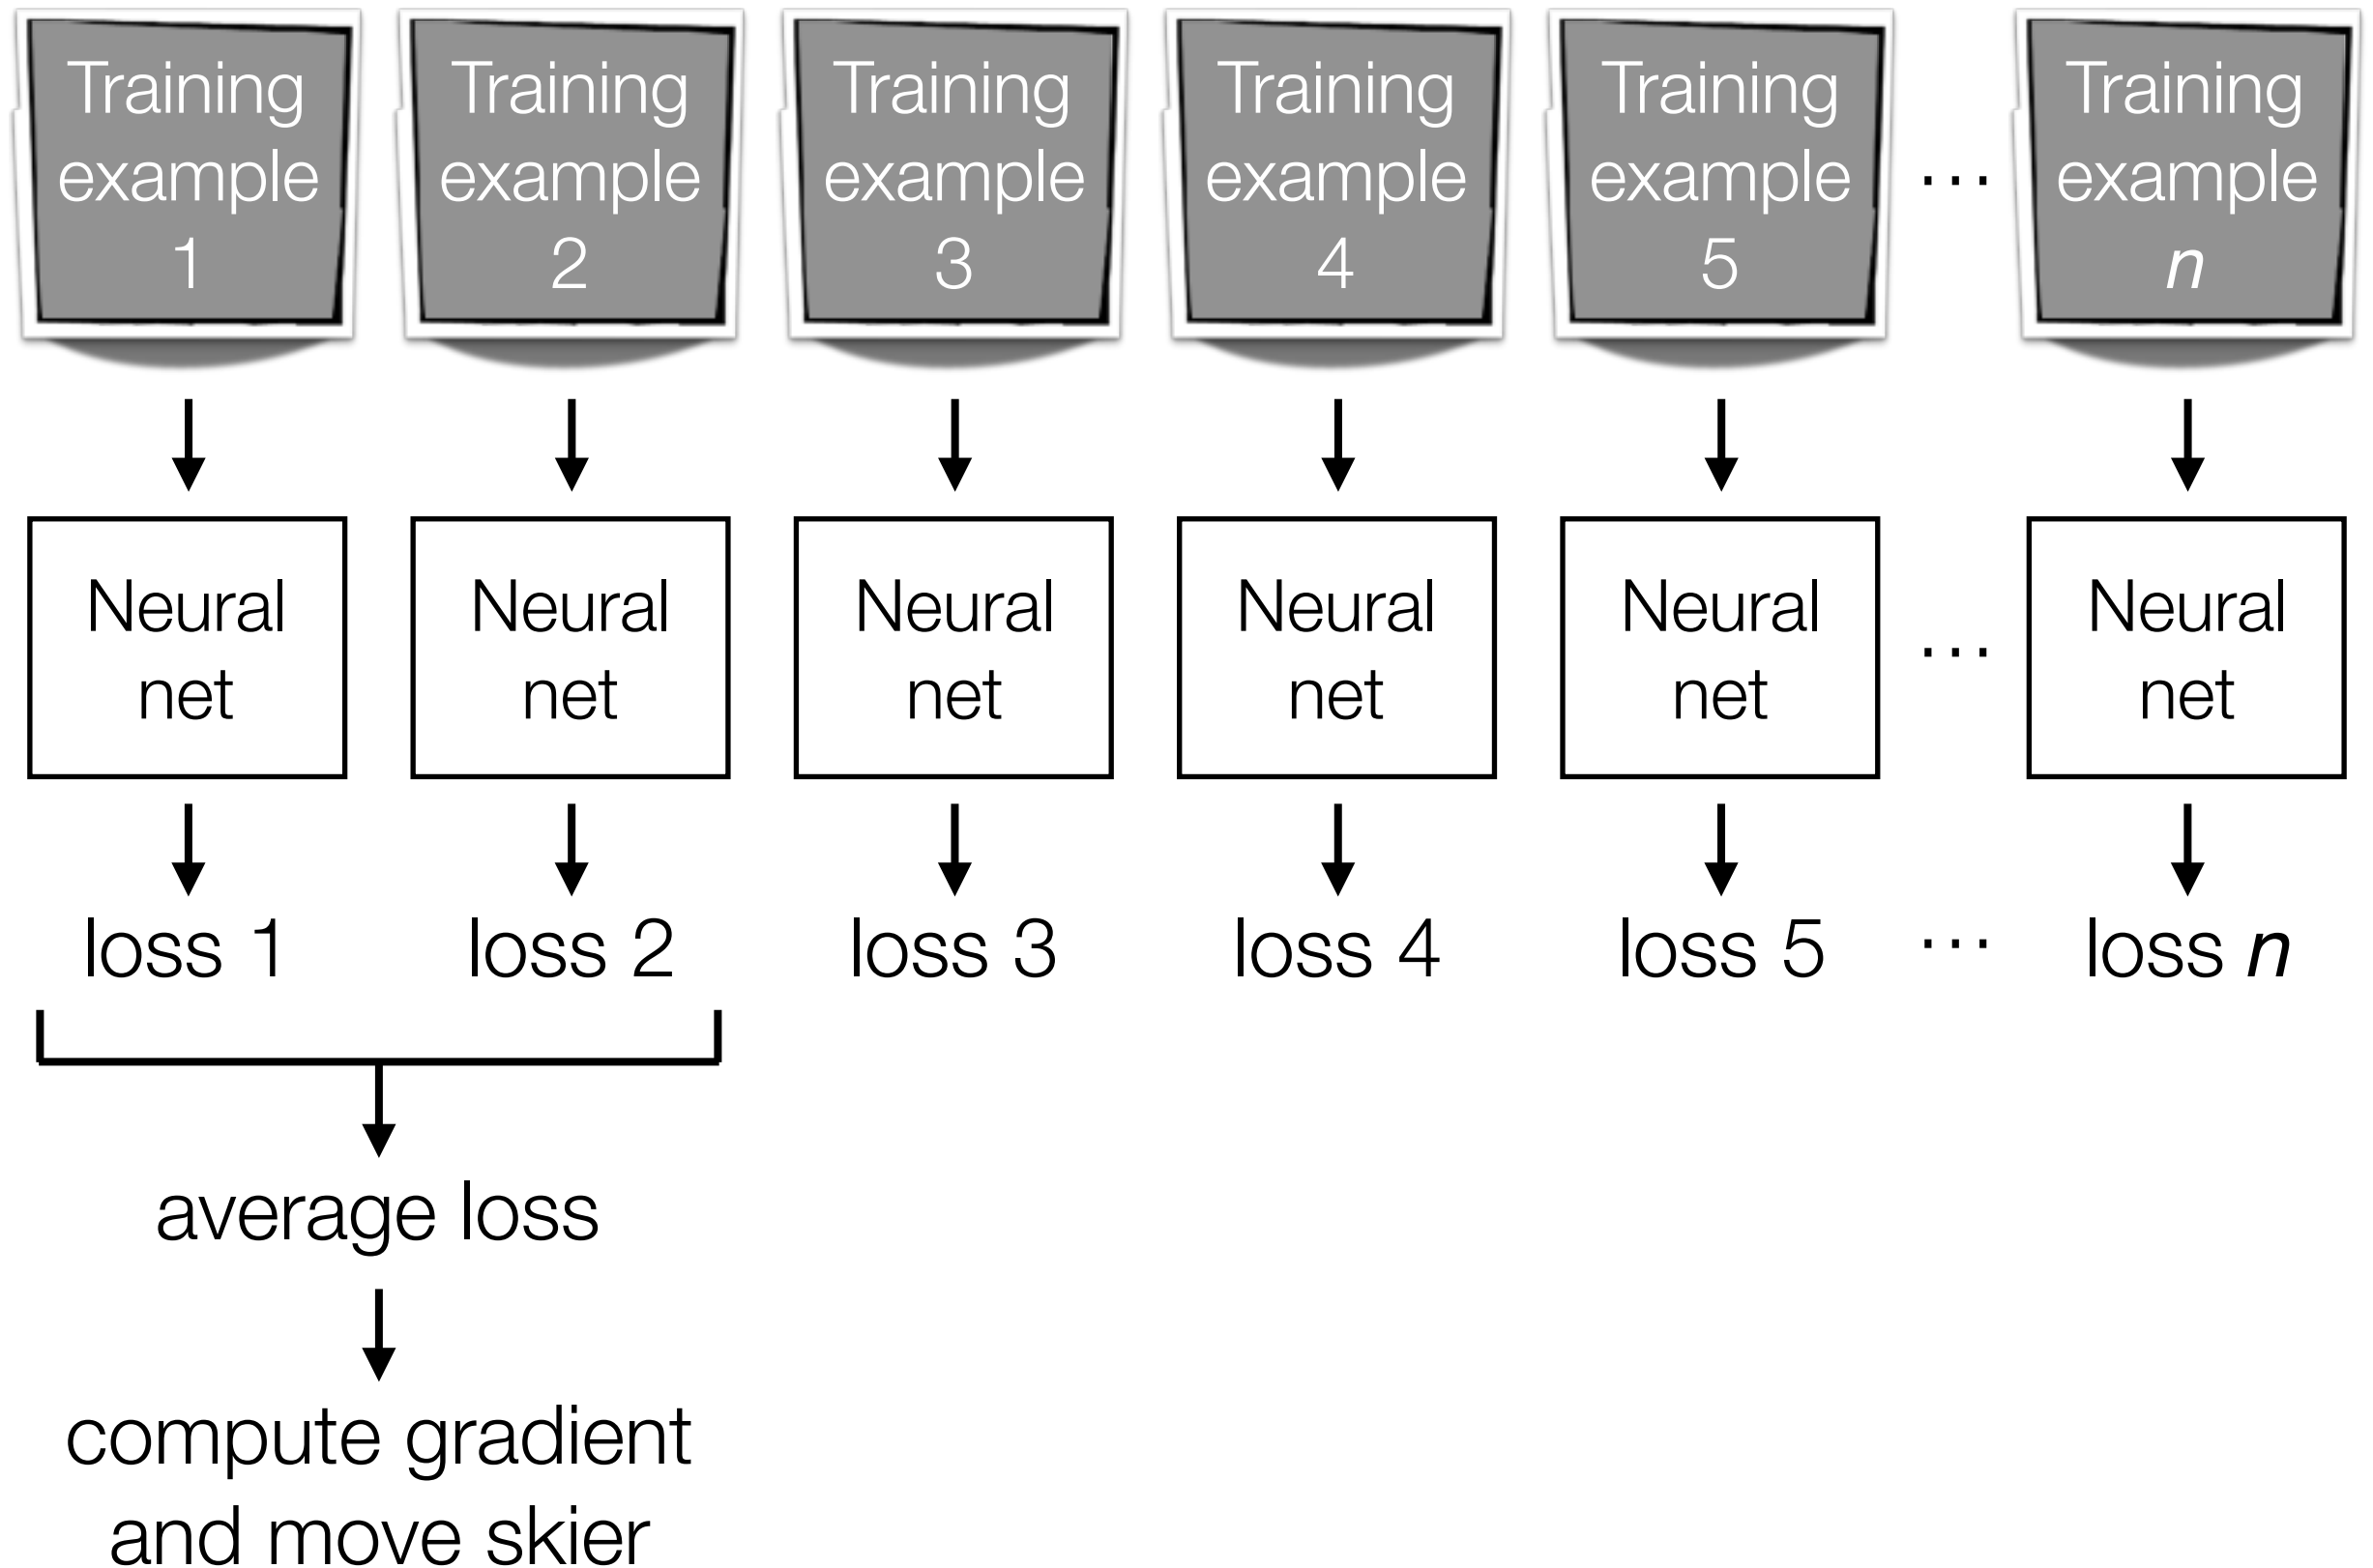 Training
example
1
Training
example
2
Training
example
3
Training
example
4
Training
example
5
...
Training
example
n
Neural
net
Neural
net
Neural
net
Neural
net
Neural
net
...
Neural
net
loss 1
loss 2
loss 3
loss 4
loss 5
...
loss n
average loss
compute gradient
and move skier